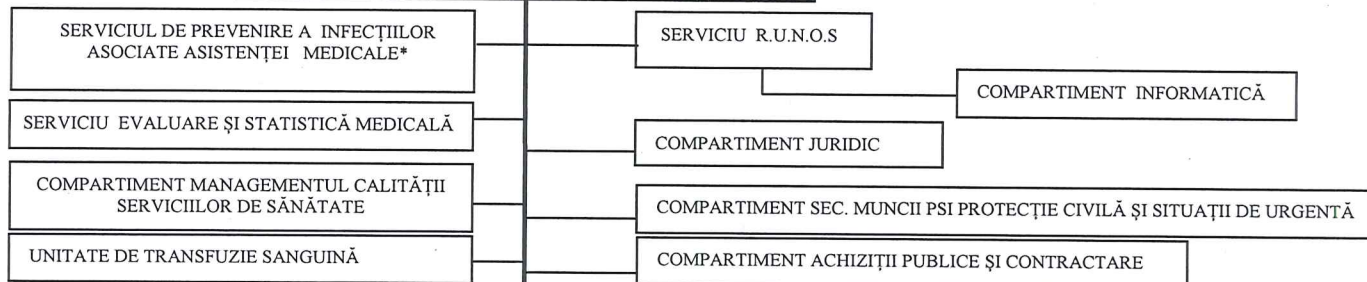 SERVICIUL DE PREVENIRE A INFECȚIILOR
ASOCIATE ASISTENȚEI MEDICALE*
SERVICIU EVALUARE ȘI STATISTICĂ MEDICALĂ
COMPARTIMENT MANAGEMENTUL CALITĂȚII
SERVICIILOR DE SĂNĂTATE
UNITATE DE TRANSFUZIE SANGUINĂ
SERVICIU R.U.N.O.S
COMPARTIMENT INFORMATICĂ
COMPARTIMENT JURIDIC
COMPARTIMENT SEC. MUNCII PSI PROTECȚIE CIVILĂ ȘI SITUAȚII DE URGENTĂ
COMPARTIMENT ACHIZIȚII PUBLICE ȘI CONTRACTARE